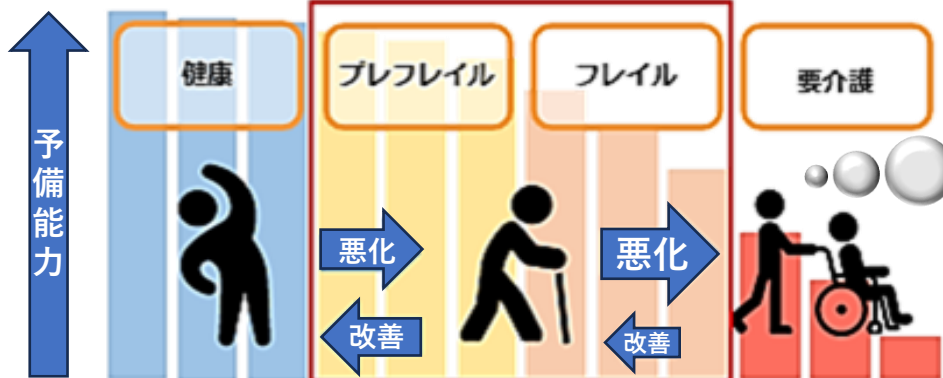 予備能力
健康
プレフレイル
フレイル
要介護
悪化
悪化
改善
改善